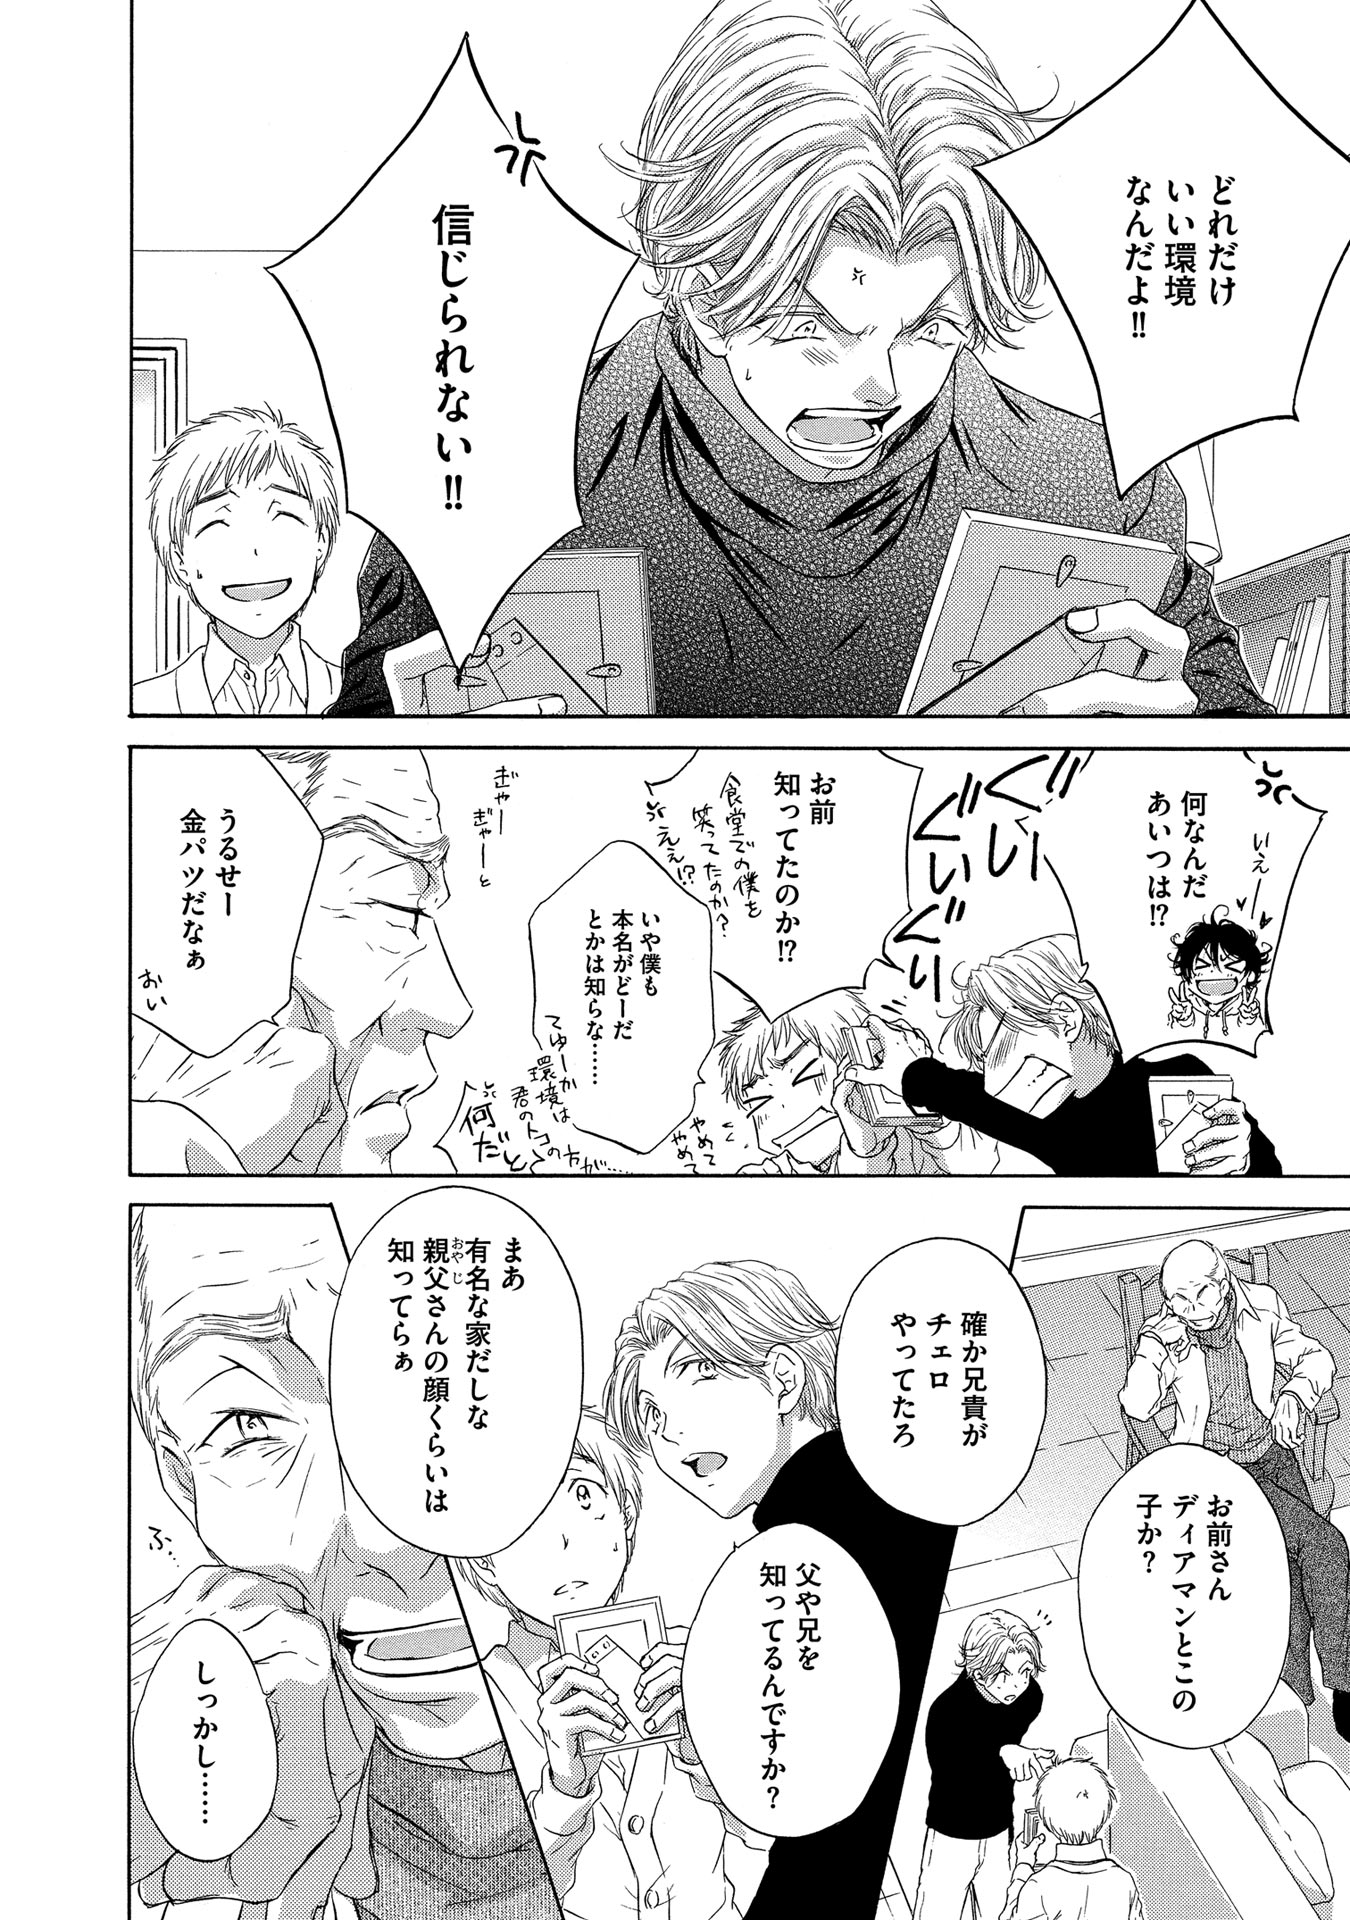 どれだけ
いい環境
なんだよ!!
信じられない!!
何なんだ
あいつは!?
いえー
ぐいぐい
ぐいぐい
お前
知ってたのか!?
食堂での僕を
笑ってたのか?
ええ!?
いや僕も
本名がどーだ
とかは知らな……
てゆーか
環境は
君のトコの方が……
何だと
やめて
やめて
ぎゃー
ぎゃーと
うるせー
金パツだなぁ
おい
お前さん
ディアマンとこの
子か?
確か兄貴が
チェロ
やってたろ
父や兄を
知ってるんですか?
まあ
有名な家だしな
親父さんの顔くらいは
おやじ
知ってらぁ
ふ…
しっかし……